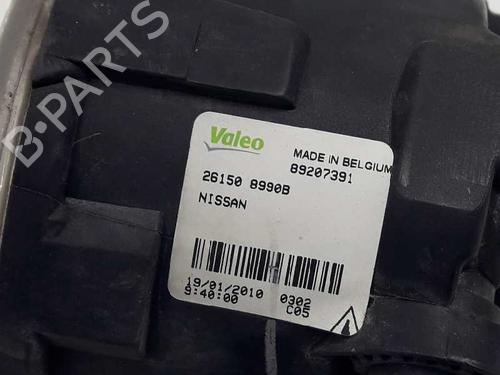 Valeo
MADE IN BELGIUM
89207391
26150 8990B
NISSAN
19/01/2010 0302
9:40:00 C05
B-PARTS